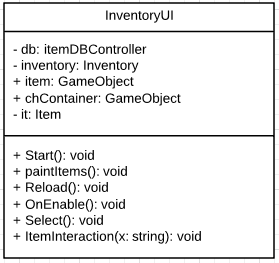 InventoryUI
- db: itemDBController
- inventory: Inventory
+ item: GameObject
+ chContainer: GameObject
- it: Item
+ Start(): void
+ paintItems(): void
+ Reload(): void
+ OnEnable(): void
+ Select(): void
+ ItemInteraction(x: string): void